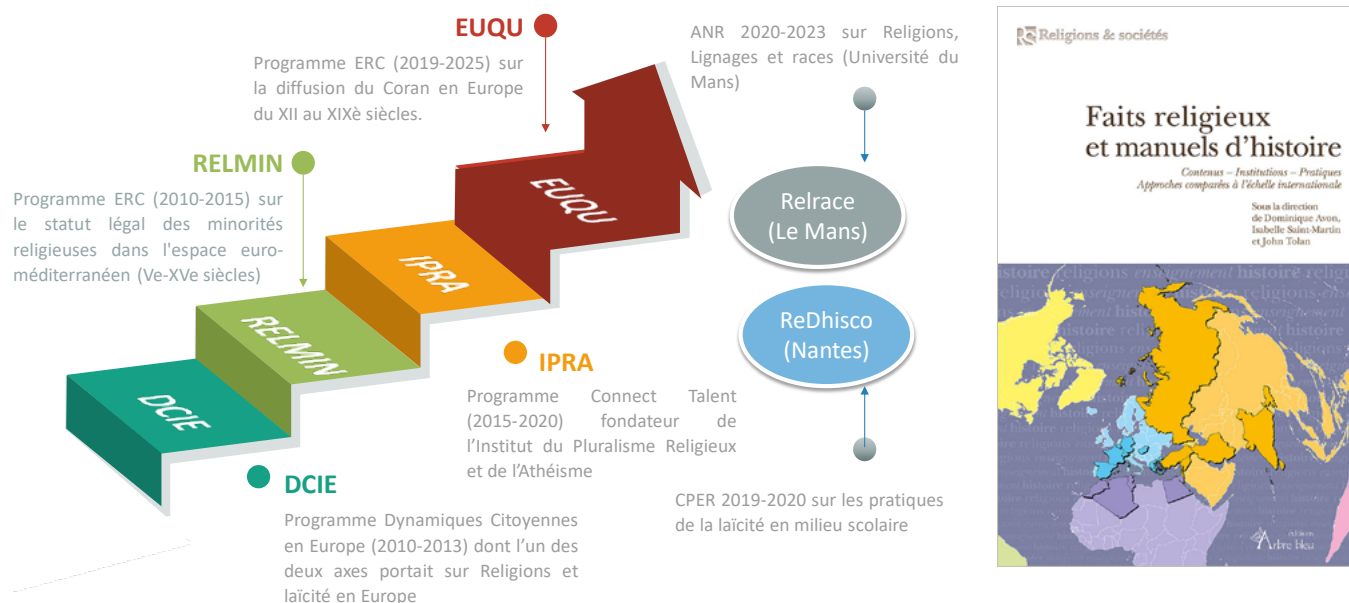 EUQU
Programme ERC (2019-2025) sur
la diffusion du Coran en Europe
du XII au XIXè siècles.
RELMIN
Programme ERC (2010-2015) sur
le statut légal des minorités
religieuses dans l'espace euro-
méditerranéen (Ve-XVe siècles)
DCIE
RELMIN
IPRA
EUQU
IPRA
Programme Connect Talent
(2015-2020) fondateur de
l'Institut du Pluralisme Religieux
et de l'Athéisme
DCIE
Programme Dynamiques Citoyennes
en Europe (2010-2013) dont l'un des
deux axes portait sur Religions et
laïcité en Europe
ANR 2020-2023 sur Religions,
Lignages et races (Université du
Mans)
Relrace
(Le Mans)
ReDhisco
(Nantes)
CPER 2019-2020 sur les pratiques
de la laïcité en milieu scolaire
Religions & sociétés
Faits religieux
et manuels d'histoire
Contenus – Institutions – Pratiques
Approches comparées à l'échelle internationale
Sous la direction
de Dominique Avon,
Isabelle Saint-Martin
et John Tolan
éditions
Arbre bleu